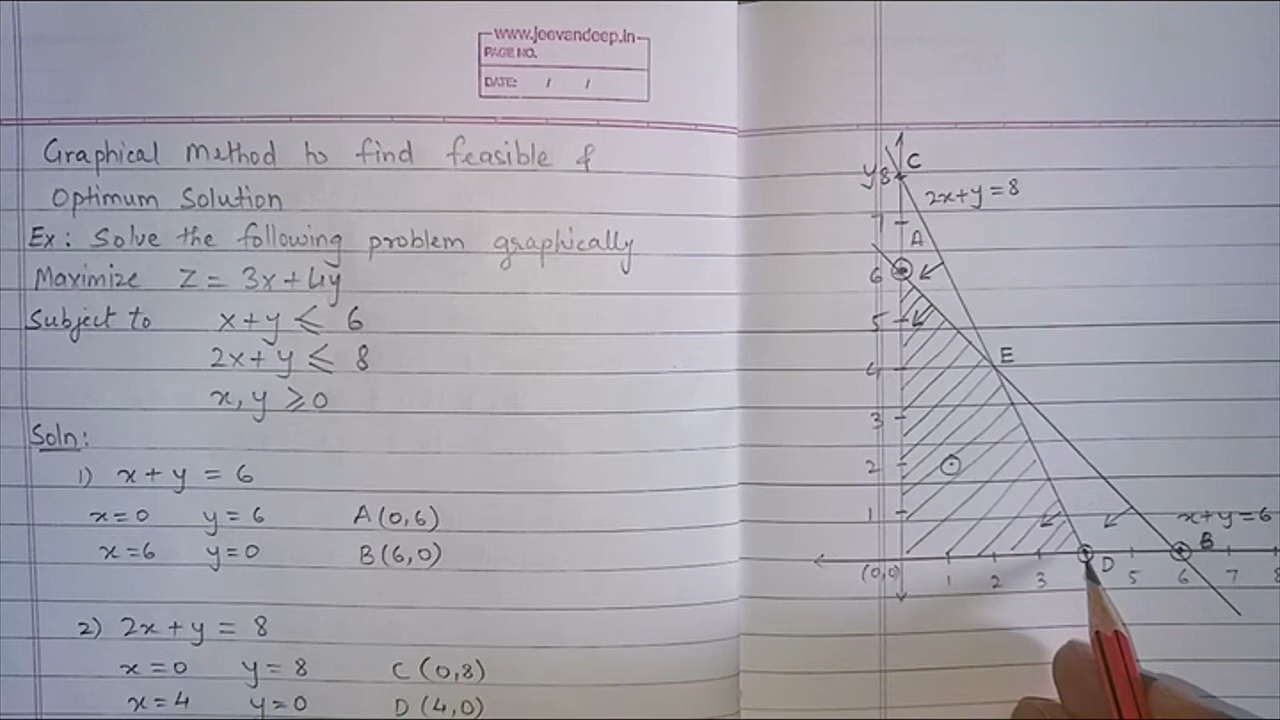 www.jeevandeep.in
PAGE NO.
DATE: / /
Graphical Method to find feasible &
Optimum Solution
Ex: Solve the following problem graphically
Maximize Z = 3x + 4y
Subject to x + y ⩽ 6
2x + y ⩽ 8
x, y ⩾ 0
Soln:
1) x + y = 6
x = 0 y = 6 A (0,6)
x = 6 y = 0 B (6,0)
2) 2x + y = 8
x = 0 y = 8 C (0,8)
x = 4 y = 0 D (4,0)
y 8 C
2x + y = 8
7
A
6
5
4 E
3
2
1
x + y = 6
B
D
(0,0) 1 2 3 5 6 7 8